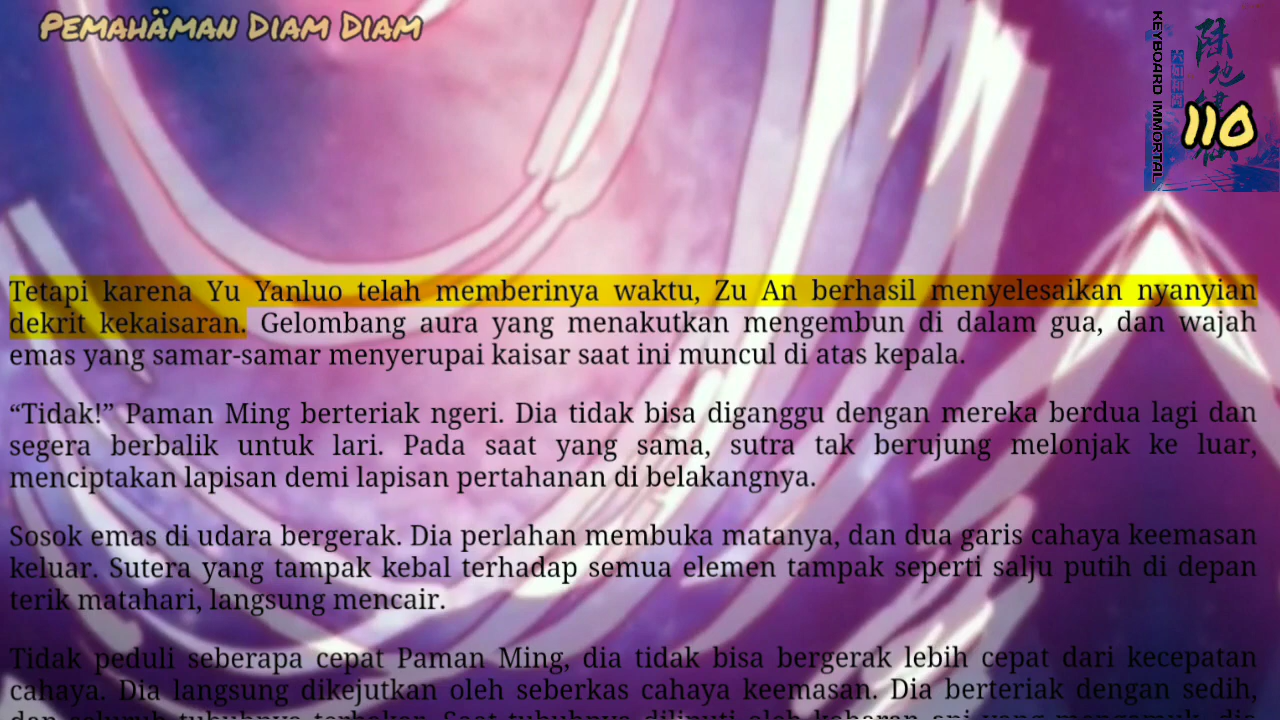 PEMAHÄMAN DIAM DIAM
KEYBOARD IMMORTAL
110
Tetapi karena Yu Yanluo telah memberinya waktu, Zu An berhasil menyelesaikan nyanyian
dekrit kekaisaran. Gelombang aura yang menakutkan mengembun di dalam gua, dan wajah
emas yang samar-samar menyerupai kaisar saat ini muncul di atas kepala.
“Tidak!” Paman Ming berteriak ngeri. Dia tidak bisa diganggu dengan mereka berdua lagi dan
segera berbalik untuk lari. Pada saat yang sama, sutra tak berujung melonjak ke luar,
menciptakan lapisan demi lapisan pertahanan di belakangnya.
Sosok emas di udara bergerak. Dia perlahan membuka matanya, dan dua garis cahaya keemasan
keluar. Sutera yang tampak kebal terhadap semua elemen tampak seperti salju putih di depan
terik matahari, langsung mencair.
Tidak peduli seberapa cepat Paman Ming, dia tidak bisa bergerak lebih cepat dari kecepatan
cahaya. Dia langsung dikejutkan oleh seberkas cahaya keemasan. Dia berteriak dengan sedih,